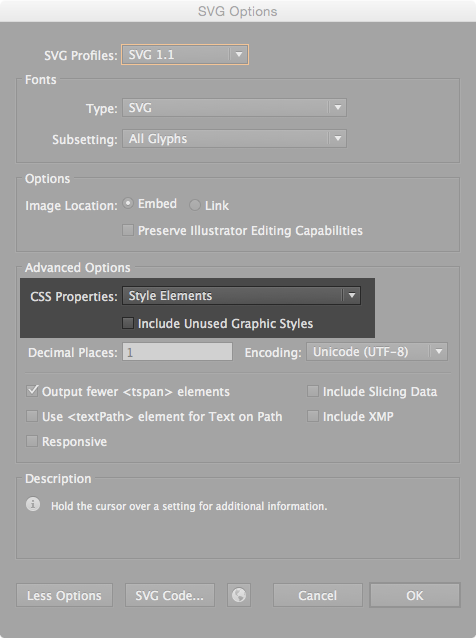 SVG Options
SVG Profiles: SVG 1.1
Fonts
Type: SVG
Subsetting: All Glyphs
Options
Image Location: Embed Link
Preserve Illustrator Editing Capabilities
Advanced Options
CSS Properties: Style Elements
Include Unused Graphic Styles
Decimal Places: 1 Encoding: Unicode (UTF-8)
Output fewer <tspan> elements Include Slicing Data
Use <textPath> element for Text on Path Include XMP
Responsive
Description
Hold the cursor over a setting for additional information.
Less Options SVG Code... Cancel OK